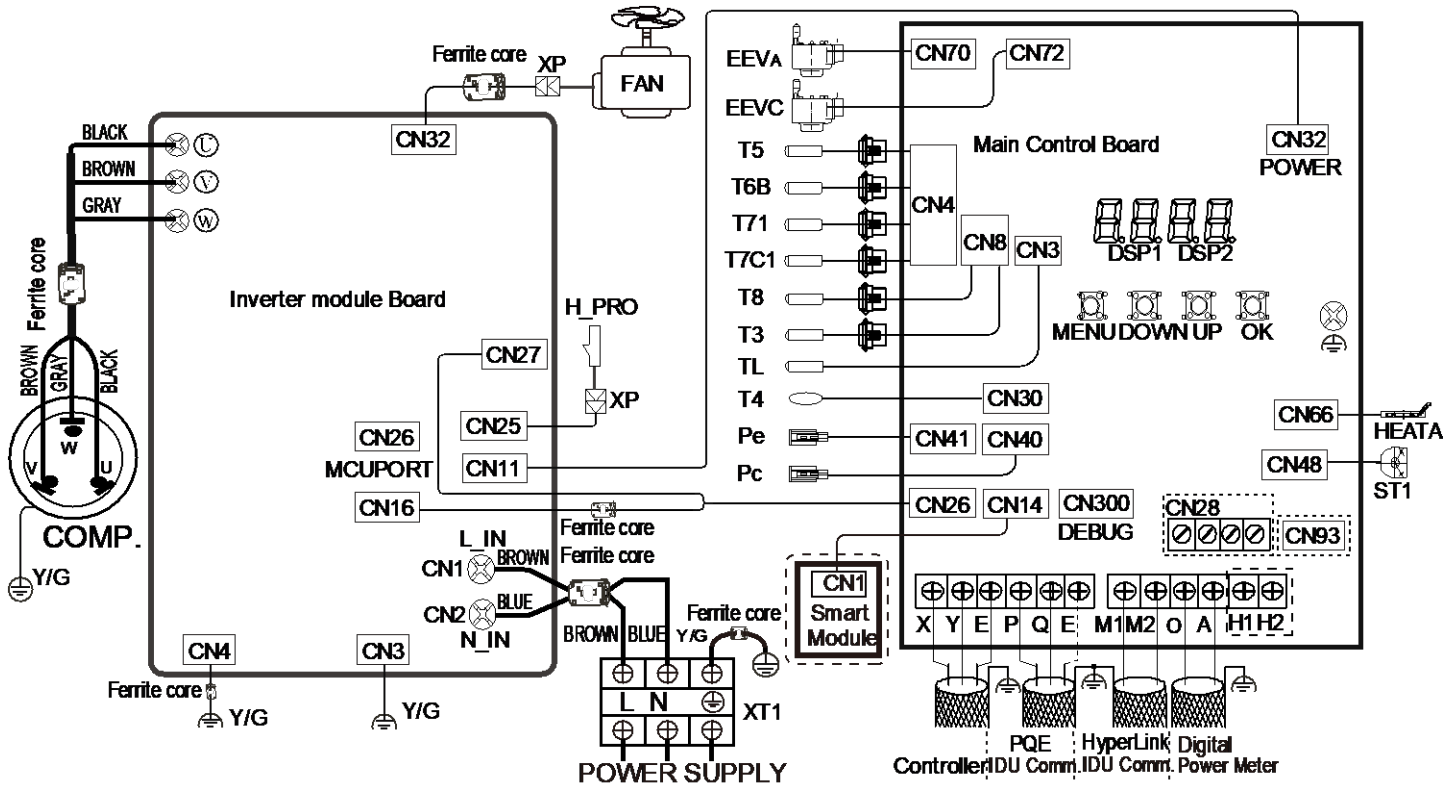 Ferrite core
XP
FAN
CN32
BLACK
U
BROWN
V
GRAY
W
Ferrite core
Inverter module Board
BROWN
GRAY
BLACK
W
V
U
COMP.
Y/G
H_PRO
XP
CN27
CN25
CN26
MCUPORT
CN11
CN16
Ferrite core
Ferrite core
L_IN
CN1
BROWN
CN2
BLUE
N_IN
CN4
CN3
Ferrite core
Y/G
Y/G
BROWN
BLUE
Y/G
Ferrite core
L N
XT1
POWER SUPPLY
EEVA
EEVC
T5
T6B
T71
T7C1
T8
T3
TL
T4
Pe
Pc
CN70
CN72
Main Control Board
CN32
POWER
CN4
CN8
CN3
DSP1
DSP2
MENU
DOWN
UP
OK
CN30
CN66
HEATA
CN41
CN40
CN48
ST1
CN26
CN14
CN300
DEBUG
CN28
CN93
CN1
Smart
Module
X Y E P Q E
M1 M2 O A
H1 H2
Controller
PQE
IDU Comm.
HyperLink
IDU Comm.
Digital
Power Meter